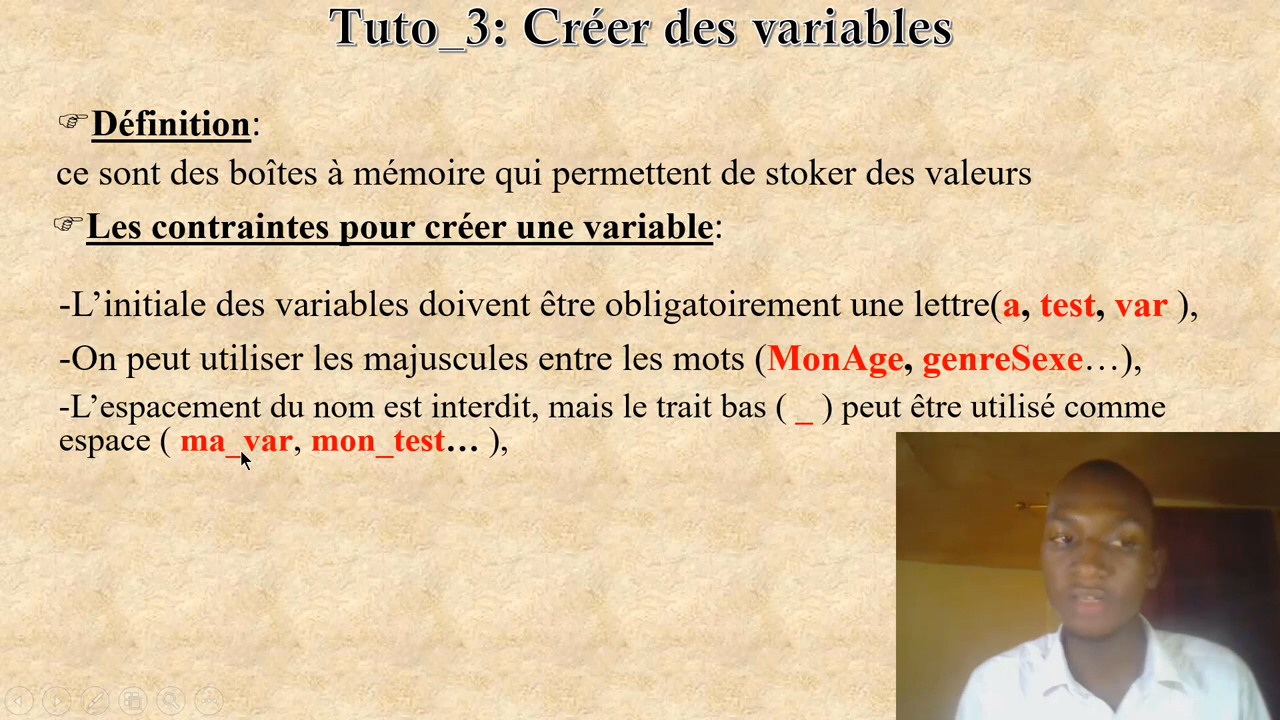 Tuto_3: Créer des variables
☞Définition:
ce sont des boîtes à mémoire qui permettent de stoker des valeurs
☞Les contraintes pour créer une variable:
-L’initiale des variables doivent être obligatoirement une lettre(a, test, var ),
-On peut utiliser les majuscules entre les mots (MonAge, genreSexe…),
-L’espacement du nom est interdit, mais le trait bas ( _ ) peut être utilisé comme
espace ( ma_var, mon_test… ),